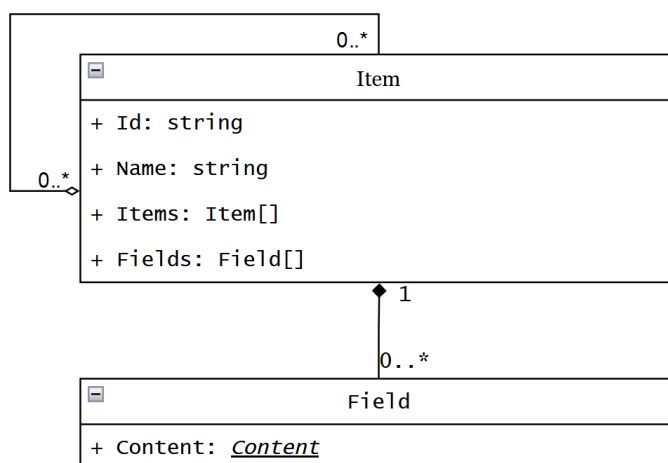 0..*
Item
+ Id: string
+ Name: string
0..*
+ Items: Item[]
+ Fields: Field[]
1
0..*
Field
+ Content: Content